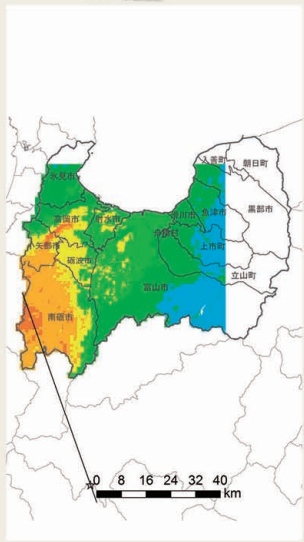 氷見市
入善町
朝日町
高岡市
射水市
滑川市
魚津市
黒部市
小矢部市
舟橋村
砺波市
上市町
立山町
富山市
南砺市
0 8 16 24 32 40
km